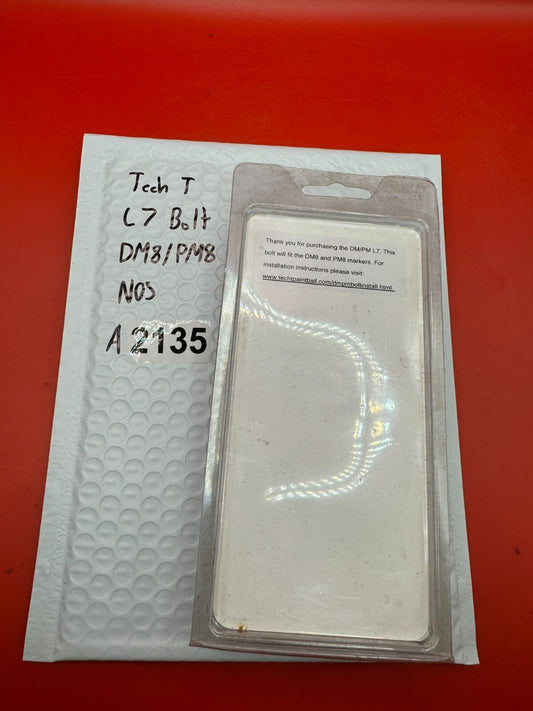 Tech T
L7 Bolt
DM8/PM8
NOS
A 2135
Thank you for purchasing the DM/PM L7. This
bolt will fit the DM8 and PM8 markers. For
installation instructions please visit:
www.techtpaintball.com/dmpmboltinstall.html